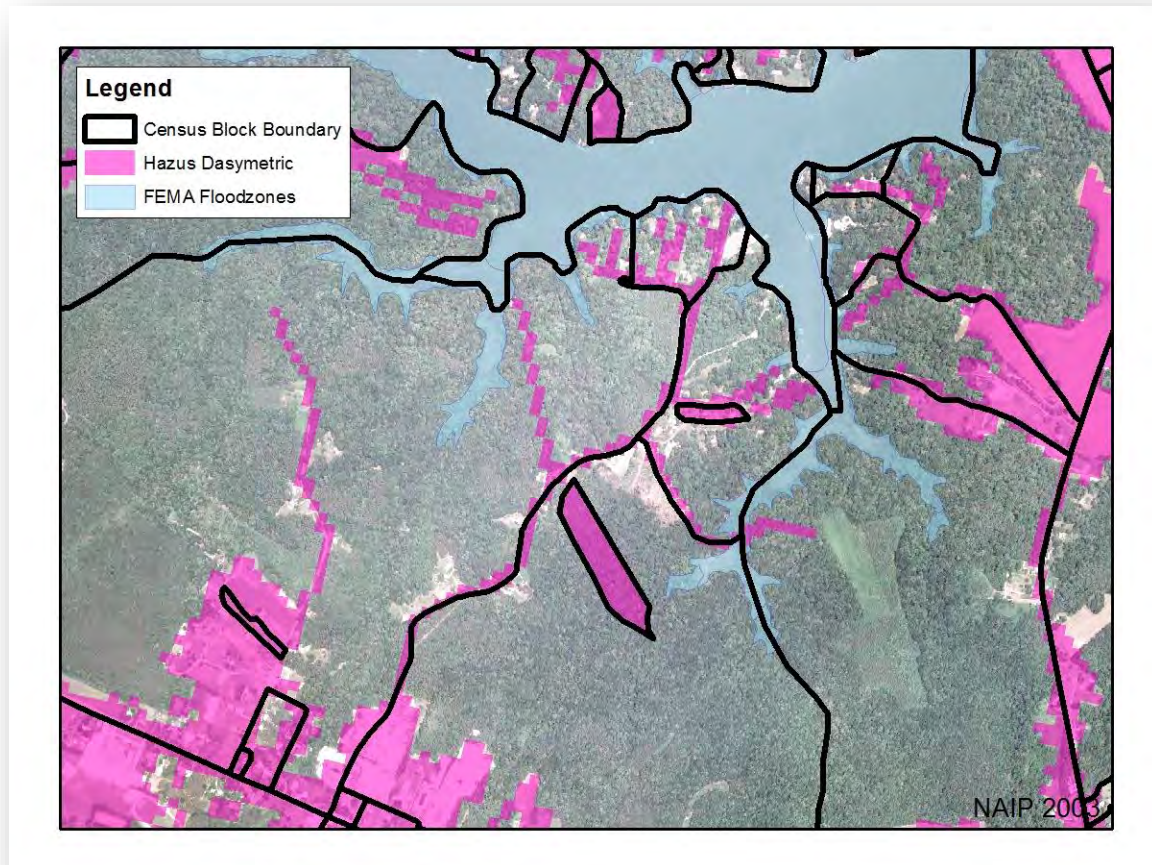 Legend
Census Block Boundary
Hazus Dasymetric
FEMA Floodzones
NAIP 2003